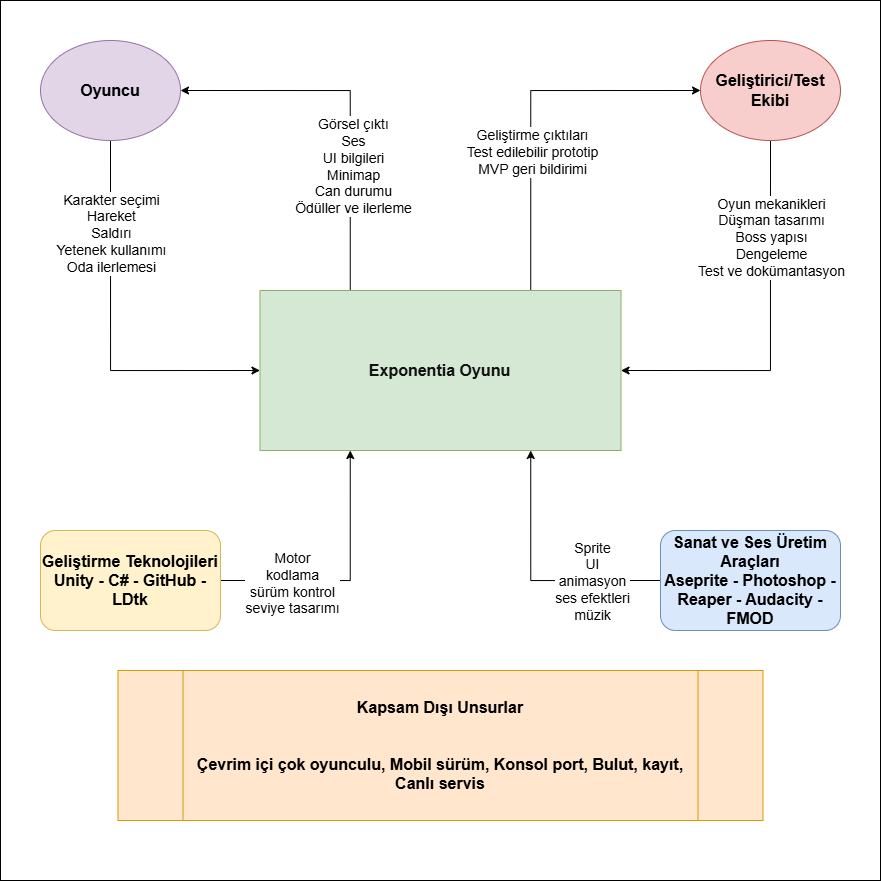 Oyuncu
Geliştirici/Test
Ekibi
Görsel çıktı
Ses
UI bilgileri
Minimap
Can durumu
Ödüller ve ilerleme
Geliştirme çıktıları
Test edilebilir prototip
MVP geri bildirimi
Karakter seçimi
Hareket
Saldırı
Yetenek kullanımı
Oda ilerlemesi
Oyun mekanikleri
Düşman tasarımı
Boss yapısı
Dengeleme
Test ve dokümantasyon
Exponentia Oyunu
Geliştirme Teknolojileri
Unity - C# - GitHub -
LDtk
Motor
kodlama
sürüm kontrol
seviye tasarımı
Sprite
UI
animasyon
ses efektleri
müzik
Sanat ve Ses Üretim
Araçları
Aseprite - Photoshop -
Reaper - Audacity -
FMOD
Kapsam Dışı Unsurlar
Çevrim içi çok oyunculu, Mobil sürüm, Konsol port, Bulut, kayıt,
Canlı servis